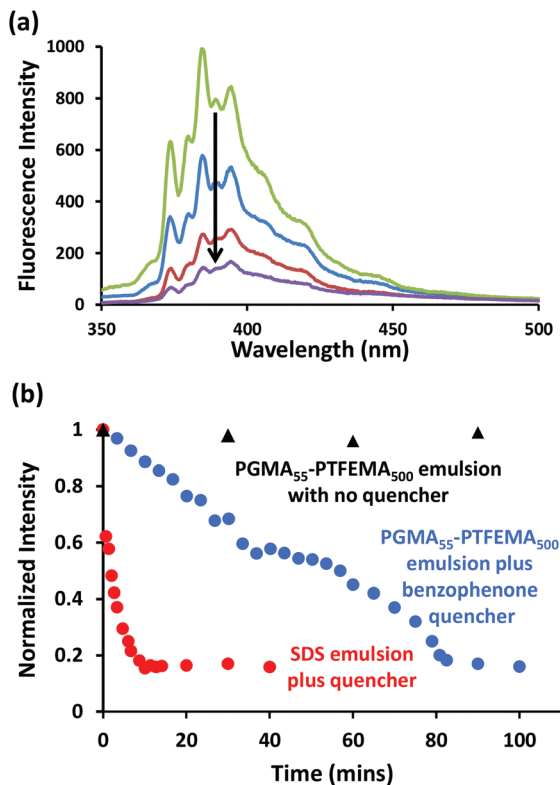 (a)
Fluorescence Intensity
1000
800
600
400
200
0
350
400
450
500
Wavelength (nm)
(b)
Normalized Intensity
1
0.8
0.6
0.4
0.2
0
PGMA₅₅-PTFEMA₅₀₀ emulsion
with no quencher
PGMA₅₅-PTFEMA₅₀₀
emulsion plus
benzophenone
quencher
SDS emulsion
plus quencher
0
20
40
60
80
100
Time (mins)